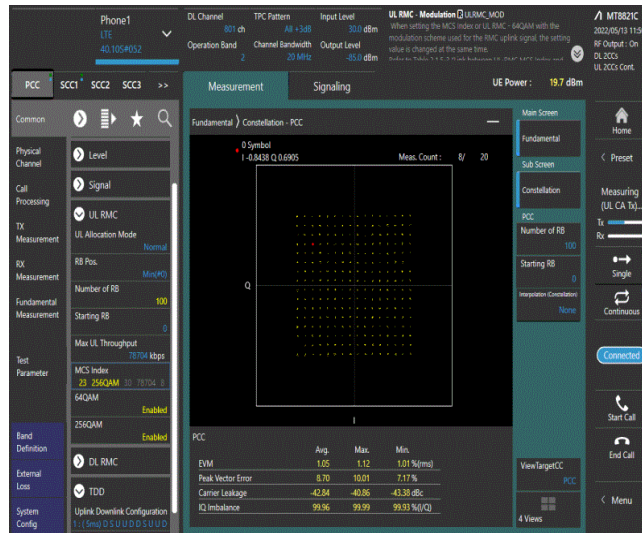 Phone1
LTE
40.105#052
DL Channel
801 ch
Operation Band
2
TPC Pattern
All +3dB
Channel Bandwidth
20 MHz
Input Level
30.0 dBm
Output Level
-85.0 dBm
UL RMC - Modulation ULRMC_MOD
When setting the MCS Index or UL RMC - 64QAM with the
modulation scheme used for the RMC uplink signal, the setting
value is changed at the same time.
MT8821C
2022/05/13 11:5
RF Output : On
DL 2CCs
UL 2CCs Cont.
PCC
SCC1
SCC2
SCC3
>>
Measurement
Signaling
UE Power : 19.7 dBm
Common
Physical
Channel
Call
Processing
TX
Measurement
RX
Measurement
Fundamental
Measurement
Test
Parameter
Band
Definition
External
Loss
System
Config
Level
Signal
UL RMC
UL Allocation Mode
Normal
RB Pos.
Min(#0)
Number of RB
100
Starting RB
0
Max UL Throughput
78704 kbps
MCS Index
23 256QAM 30 78704 8
64QAM
Enabled
256QAM
Enabled
DL RMC
TDD
Uplink Downlink Configuration
1 : ( 5ms) D S U U D D S U U D
Fundamental 〉 Constellation - PCC
0 Symbol
I -0.8438 Q 0.6905
Meas. Count : 8/ 20
Q
I
PCC
Avg. Max. Min.
EVM 1.05 1.12 1.01 %(rms)
Peak Vector Error 8.70 10.01 7.17 %
Carrier Leakage -42.84 -40.86 -43.38 dBc
IQ Imbalance 99.96 99.99 99.93 %(I/Q)
Main Screen
Fundamental
Sub Screen
Constellation
PCC
Number of RB
100
Starting RB
0
Interpolation (Constellation)
None
ViewTargetCC
PCC
4 Views
Home
< Preset
Measuring
(UL CA Tx)...
Tx
Rx
Single
Continuous
Connected
Start Call
End Call
< Menu